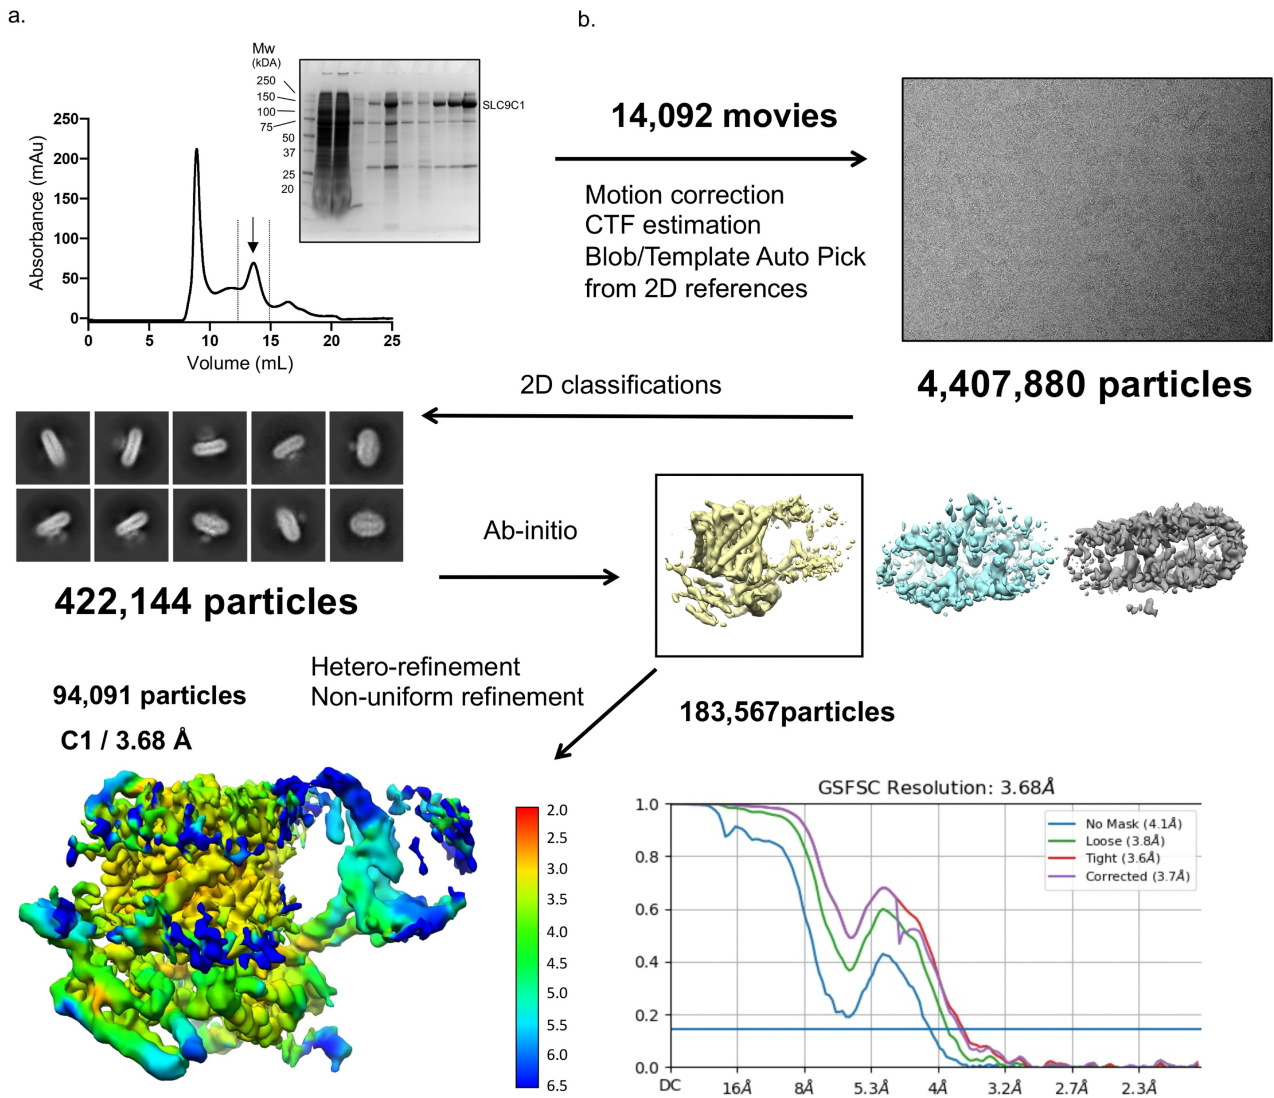 a.
b.
Mw
(kDA)
250
150
100
75
50
37
25
20
SLC9C1
Absorbance (mAu)
250
200
150
100
50
0
0 5 10 15 20 25
Volume (mL)
14,092 movies
Motion correction
CTF estimation
Blob/Template Auto Pick
from 2D references
4,407,880 particles
2D classifications
422,144 particles
Ab-initio
183,567particles
Hetero-refinement
Non-uniform refinement
94,091 particles
C1 / 3.68 Å
2.0
2.5
3.0
3.5
4.0
4.5
5.0
5.5
6.0
6.5
GSFSC Resolution: 3.68Å
1.0
0.8
0.6
0.4
0.2
0.0
No Mask (4.1Å)
Loose (3.8Å)
Tight (3.6Å)
Corrected (3.7Å)
DC 16Å 8Å 5.3Å 4Å 3.2Å 2.7Å 2.3Å